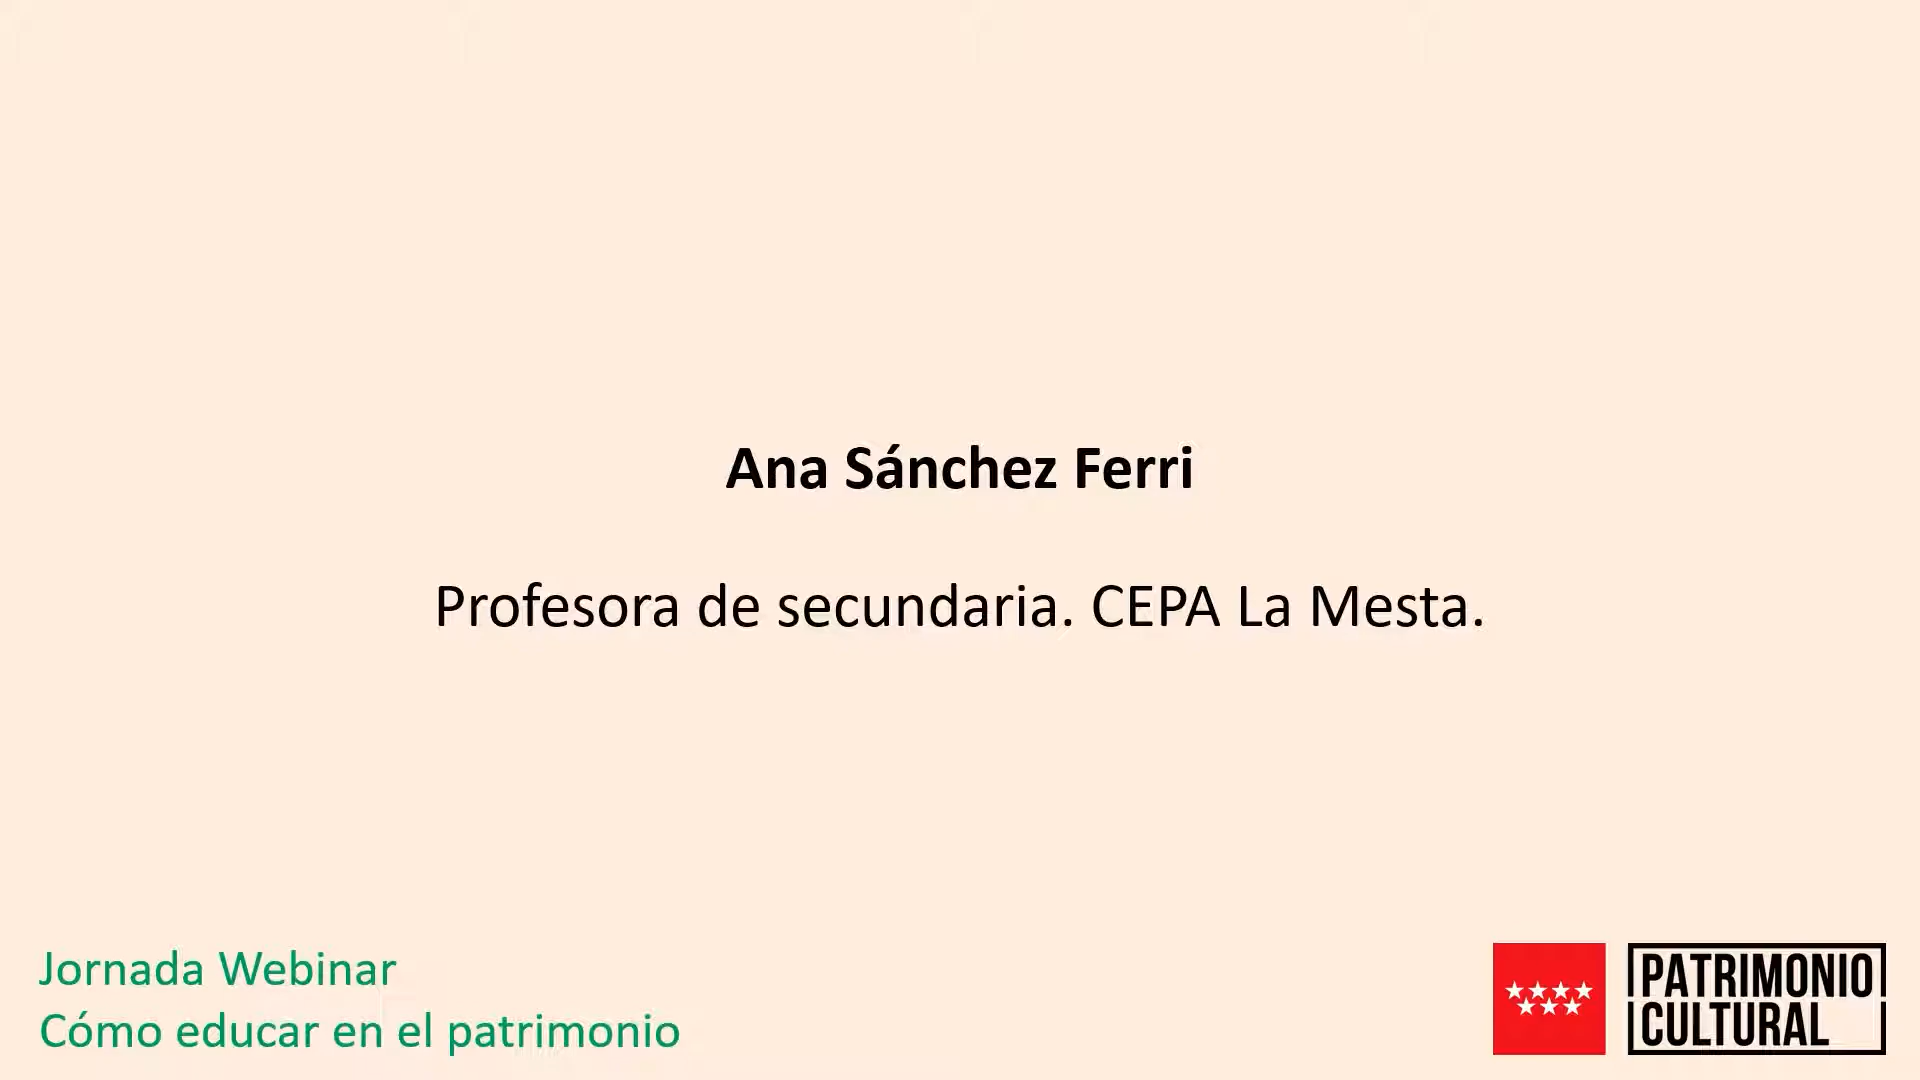 Ana Sánchez Ferri
Profesora de secundaria. CEPA La Mesta.
Jornada Webinar
Cómo educar en el patrimonio
PATRIMONIO
CULTURAL